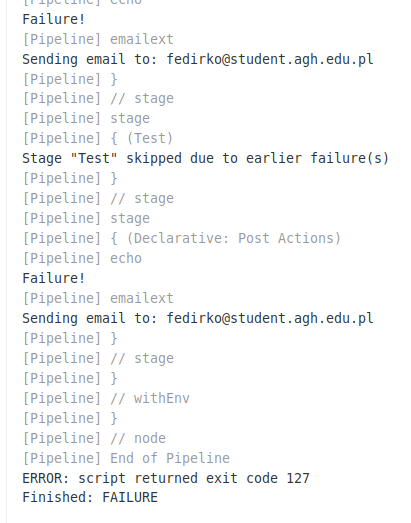 [Pipeline] echo
Failure!
[Pipeline] emailext
Sending email to: fedirko@student.agh.edu.pl
[Pipeline] }
[Pipeline] // stage
[Pipeline] stage
[Pipeline] { (Test)
Stage "Test" skipped due to earlier failure(s)
[Pipeline] }
[Pipeline] // stage
[Pipeline] stage
[Pipeline] { (Declarative: Post Actions)
[Pipeline] echo
Failure!
[Pipeline] emailext
Sending email to: fedirko@student.agh.edu.pl
[Pipeline] }
[Pipeline] // stage
[Pipeline] }
[Pipeline] // withEnv
[Pipeline] }
[Pipeline] // node
[Pipeline] End of Pipeline
ERROR: script returned exit code 127
Finished: FAILURE